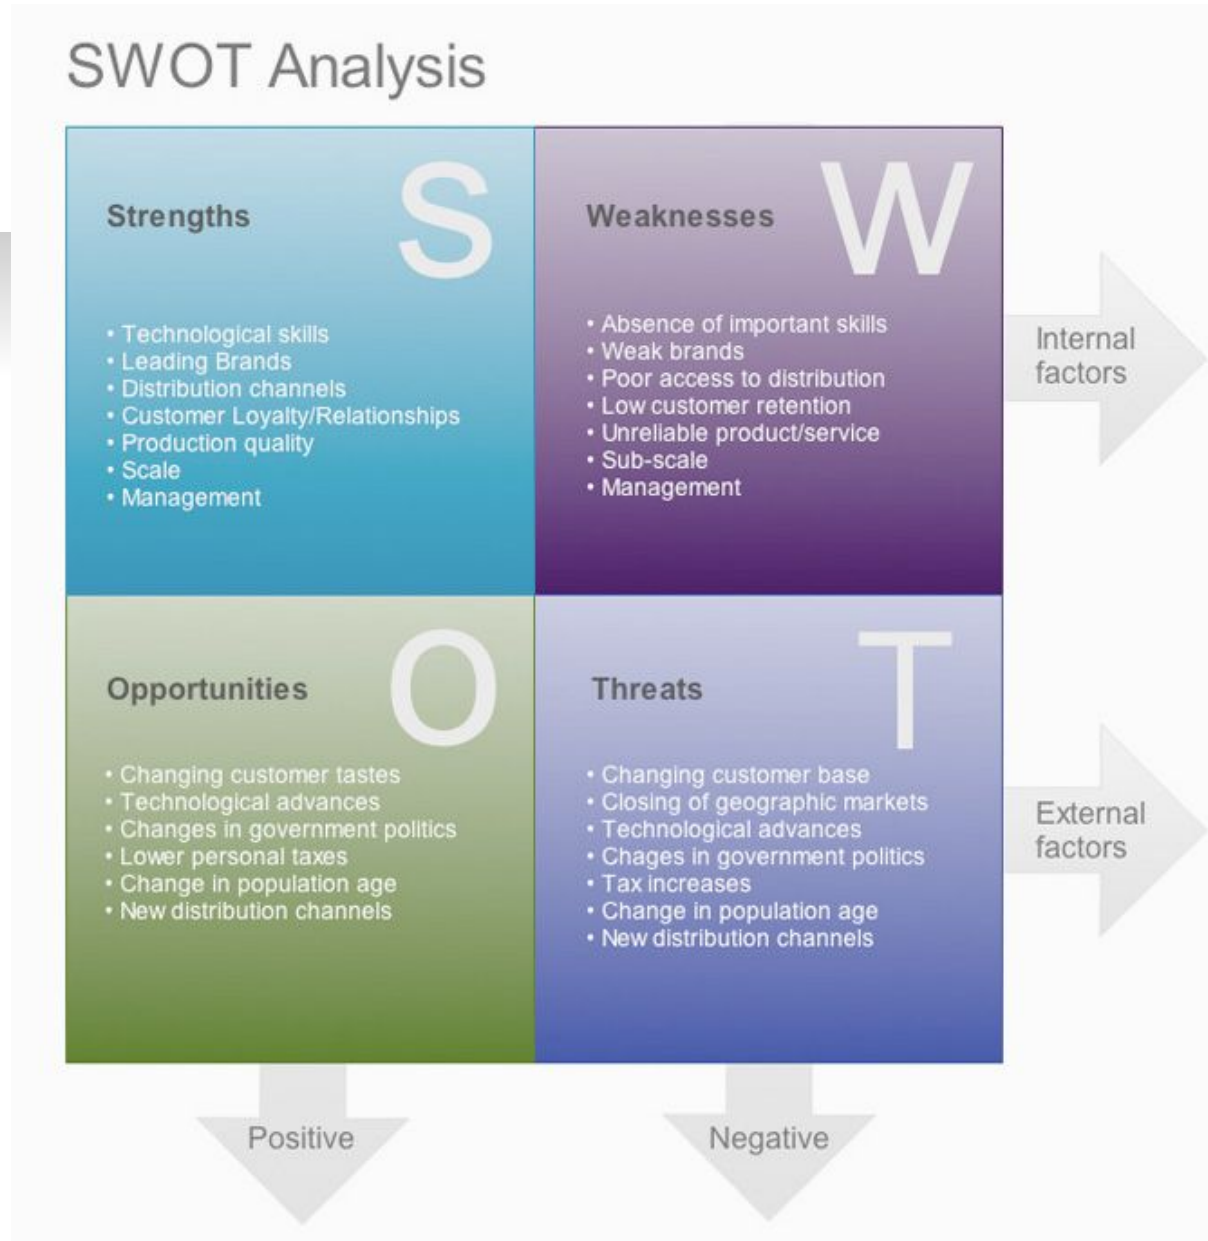 SWOT Analysis
S
Strengths
• Technological skills
• Leading Brands
• Distribution channels
• Customer Loyalty/Relationships
• Production quality
• Scale
• Management
W
Weaknesses
• Absence of important skills
• Weak brands
• Poor access to distribution
• Low customer retention
• Unreliable product/service
• Sub-scale
• Management
Internal
factors
O
Opportunities
• Changing customer tastes
• Technological advances
• Changes in government politics
• Lower personal taxes
• Change in population age
• New distribution channels
T
Threats
• Changing customer base
• Closing of geographic markets
• Technological advances
• Chages in government politics
• Tax increases
• Change in population age
• New distribution channels
External
factors
Positive
Negative